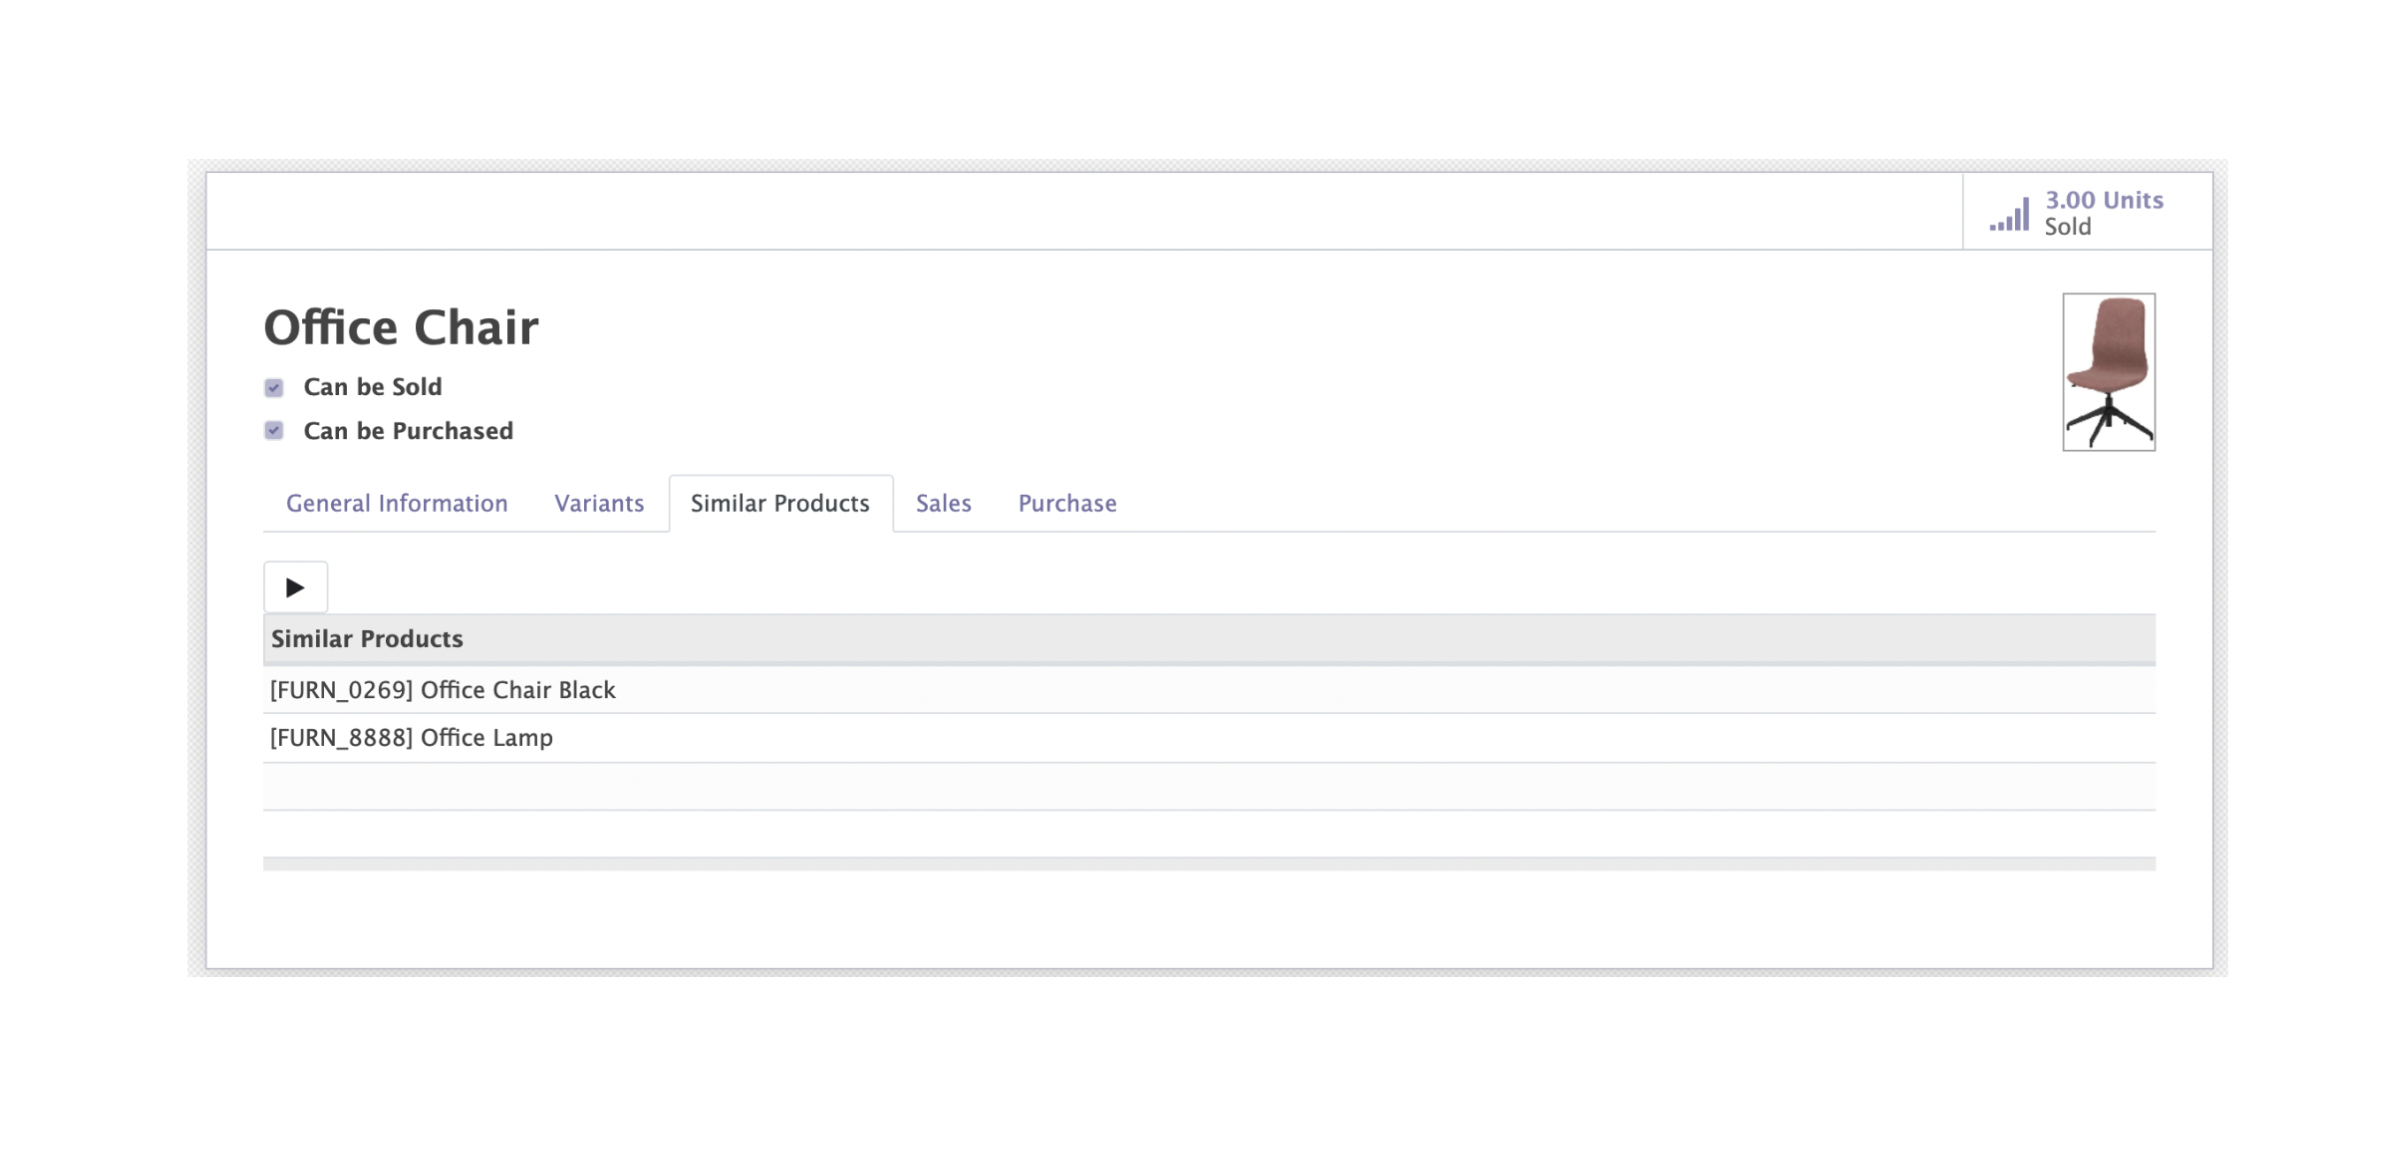 3.00 Units
Sold
Office Chair
Can be Sold
Can be Purchased
General Information Variants Similar Products Sales Purchase
Similar Products
[FURN_0269] Office Chair Black
[FURN_8888] Office Lamp